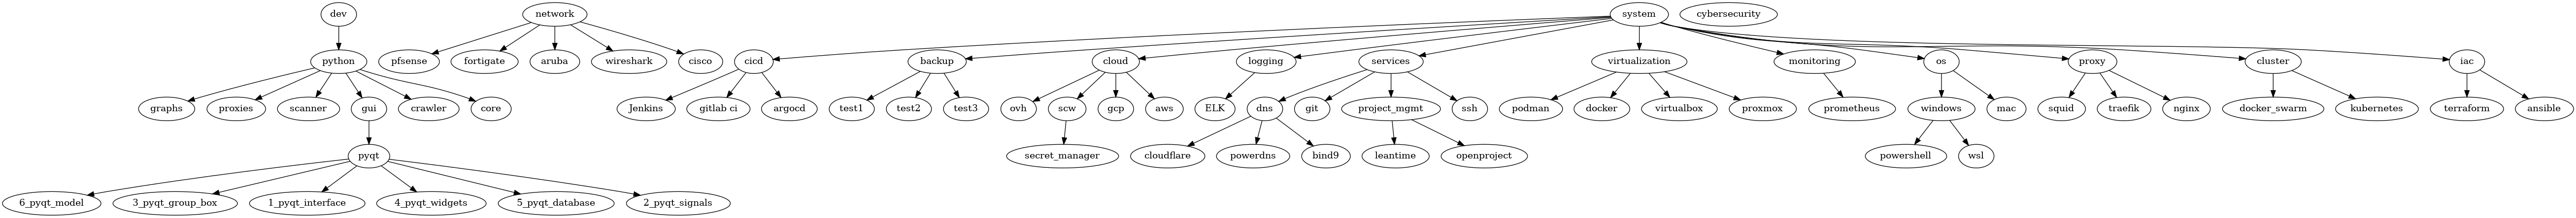 dev
network
system
cybersecurity
python
pfsense
fortigate
aruba
wireshark
cisco
cicd
backup
cloud
logging
services
virtualization
monitoring
os
proxy
cluster
iac
graphs
proxies
scanner
gui
crawler
core
Jenkins
gitlab ci
argocd
test1
test2
test3
ovh
scw
gcp
aws
ELK
dns
git
project_mgmt
ssh
podman
docker
virtualbox
proxmox
prometheus
windows
mac
squid
traefik
nginx
docker_swarm
kubernetes
terraform
ansible
pyqt
secret_manager
cloudflare
powerdns
bind9
leantime
openproject
powershell
wsl
6_pyqt_model
3_pyqt_group_box
1_pyqt_interface
4_pyqt_widgets
5_pyqt_database
2_pyqt_signals